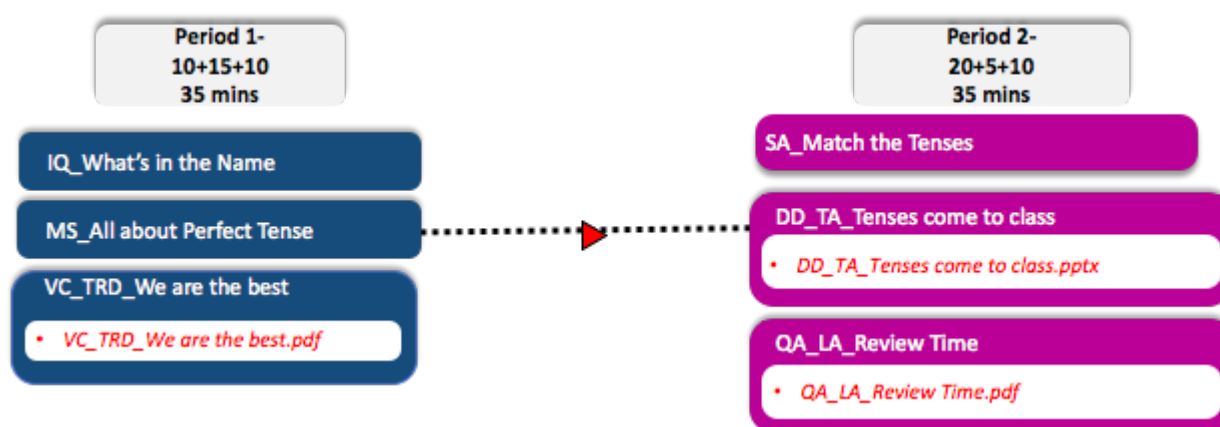 Period 1-
10+15+10
35 mins
IQ_What's in the Name
MS_All about Perfect Tense
VC_TRD_We are the best
• VC_TRD_We are the best.pdf
Period 2-
20+5+10
35 mins
SA_Match the Tenses
DD_TA_Tenses come to class
• DD_TA_Tenses come to class.pptx
QA_LA_Review Time
• QA_LA_Review Time.pdf